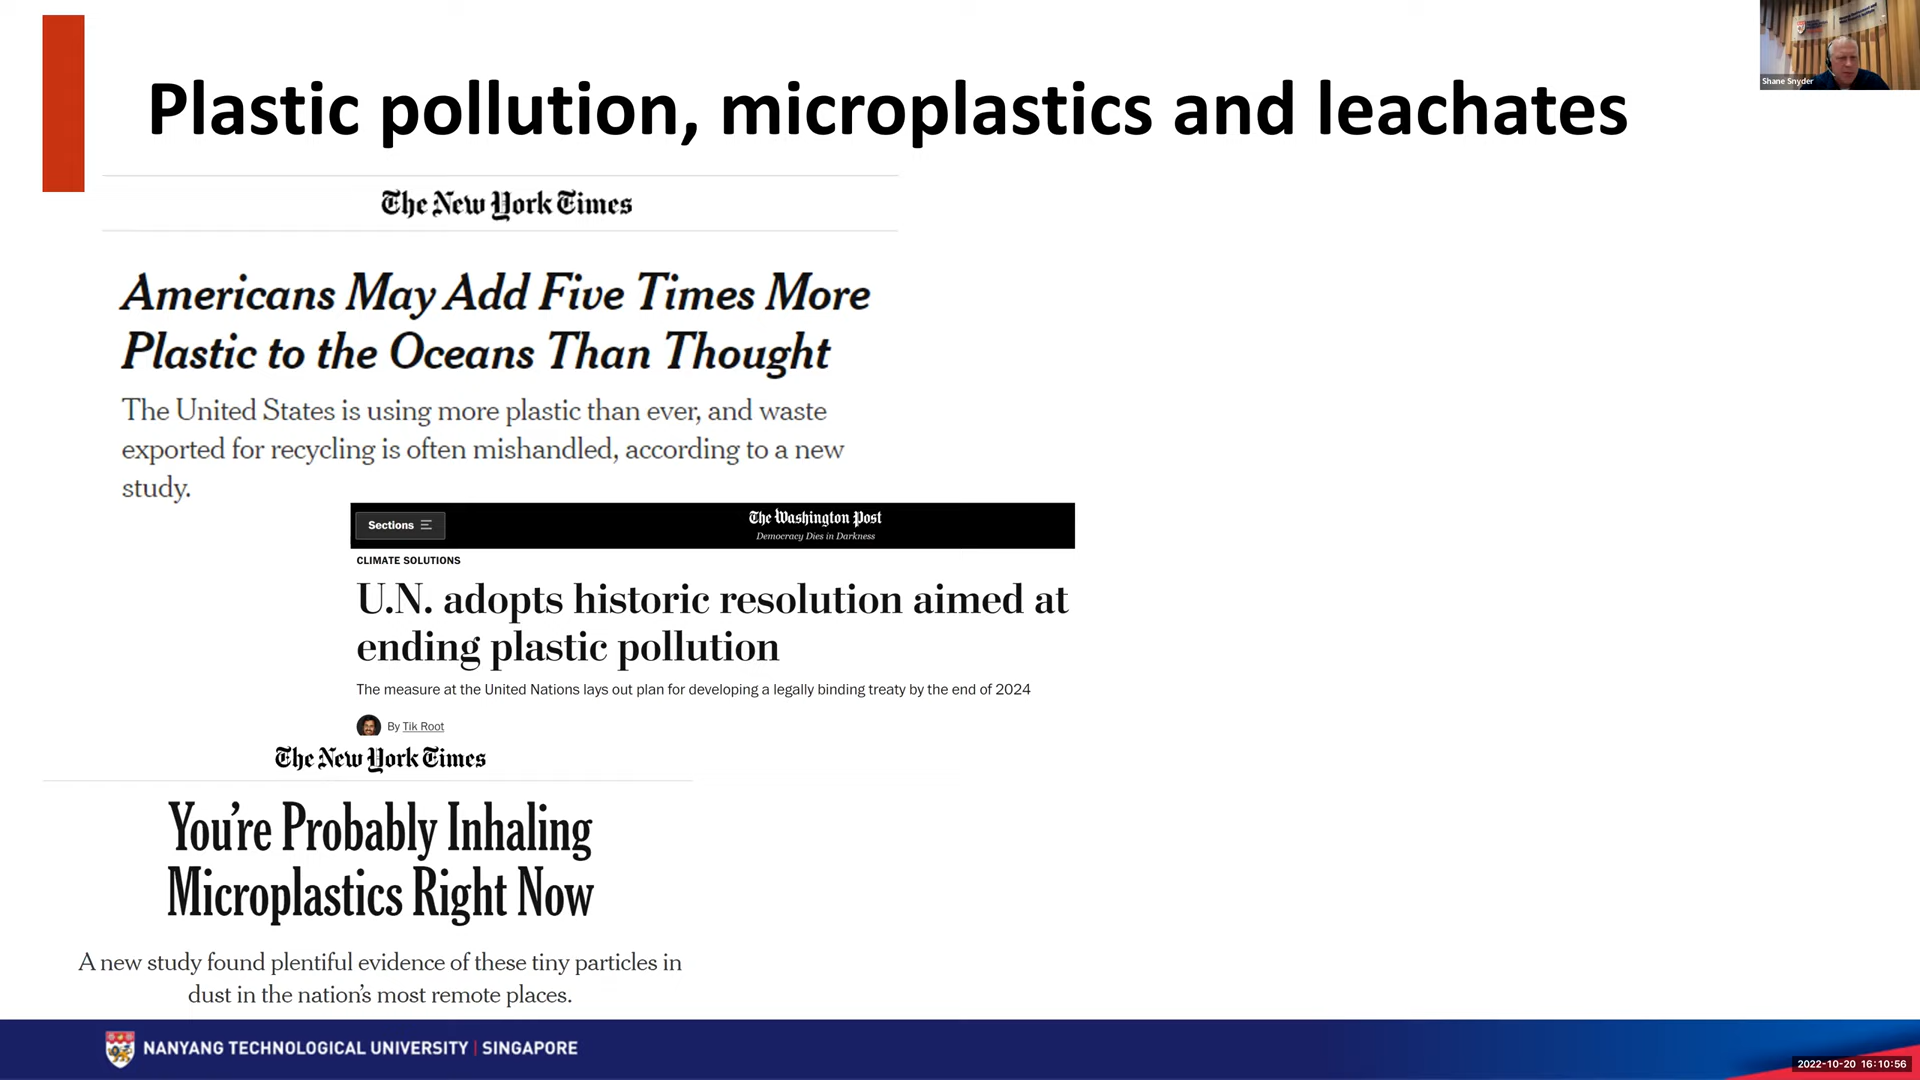 Plastic pollution, microplastics and leachates
Shane Snyder
The New York Times
Americans May Add Five Times More
Plastic to the Oceans Than Thought
The United States is using more plastic than ever, and waste
exported for recycling is often mishandled, according to a new
study.
Sections
The Washington Post
Democracy Dies in Darkness
CLIMATE SOLUTIONS
U.N. adopts historic resolution aimed at
ending plastic pollution
The measure at the United Nations lays out plan for developing a legally binding treaty by the end of 2024
By Tik Root
The New York Times
You're Probably Inhaling
Microplastics Right Now
A new study found plentiful evidence of these tiny particles in
dust in the nation's most remote places.
NANYANG TECHNOLOGICAL UNIVERSITY | SINGAPORE
2022-10-20 16:10:56